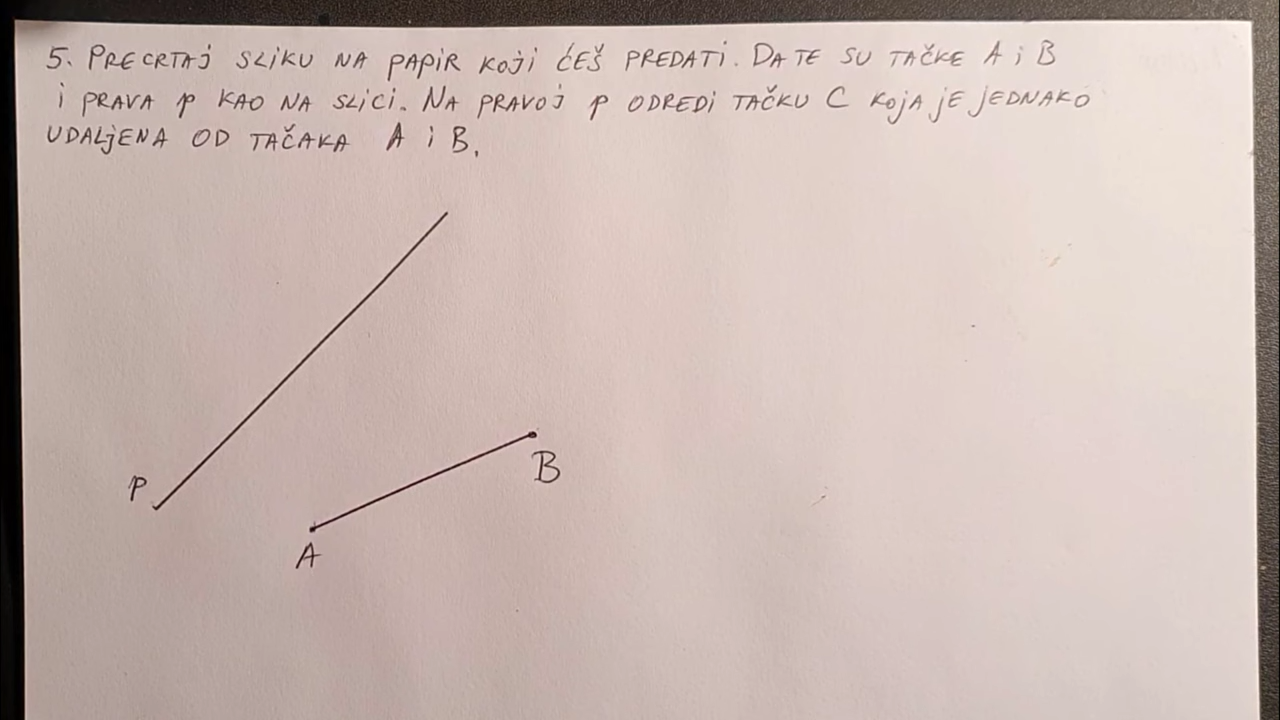 5. PRECRTAJ SLIKU NA PAPIR KOJI ĆEŠ PREDATI. DATE SU TAČKE A i B
i PRAVA p KAO NA SLICI. NA PRAVOJ p ODREDI TAČKU C KOJA JE JEDNAKO
UDALJENA OD TAČAKA A i B.
P
B
A